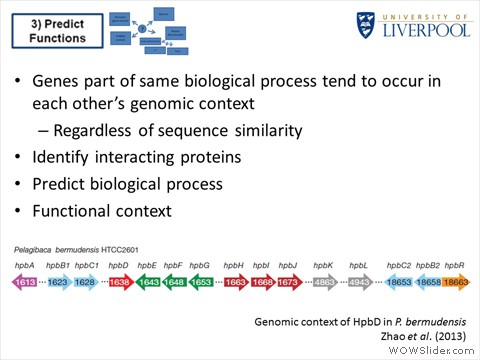 3) Predict
Functions
UNIVERSITY OF
LIVERPOOL
• Genes part of same biological process tend to occur in
each other's genomic context
– Regardless of sequence similarity
• Identify interacting proteins
• Predict biological process
• Functional context
Pelagibaca bermudensis HTCC2601
hpbA hpbB1 hpbC1 hpbD hpbE hpbF hpbG hpbH hpbI hpbJ hpbK hpbL hpbC2 hpbB2 hpbR
1613 ... 1623 1628 ... 1638 1643 1648 1653 ... 1663 1668 1673 ... 4863 ... 4943 ... 18653 18658 18663
Genomic context of HpbD in P. bermudensis
Zhao et al. (2013)
WOWSlider.com